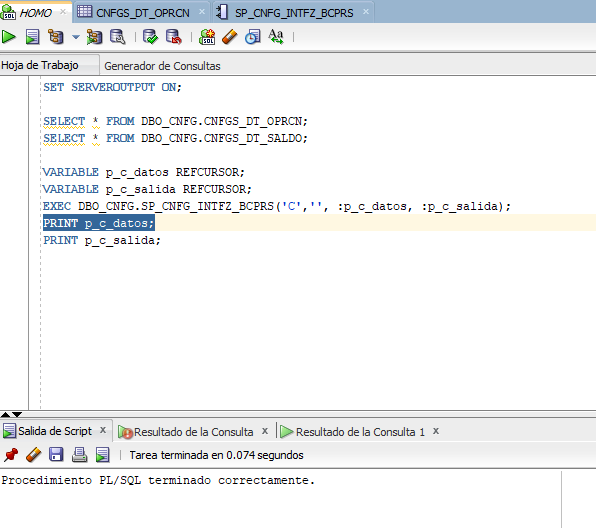 HOMO CNFGS_DT_OPRCN SP_CNFG_INTFZ_BCPRS
SQL
Hoja de Trabajo Generador de Consultas
SET SERVEROUTPUT ON;
SELECT * FROM DBO_CNFG.CNFGS_DT_OPRCN;
SELECT * FROM DBO_CNFG.CNFGS_DT_SALDO;
VARIABLE p_c_datos REFCURSOR;
VARIABLE p_c_salida REFCURSOR;
EXEC DBO_CNFG.SP_CNFG_INTFZ_BCPRS('C','', :p_c_datos, :p_c_salida);
PRINT p_c_datos;
PRINT p_c_salida;
Salida de Script x Resultado de la Consulta x Resultado de la Consulta 1 x
Tarea terminada en 0.074 segundos
Procedimiento PL/SQL terminado correctamente.